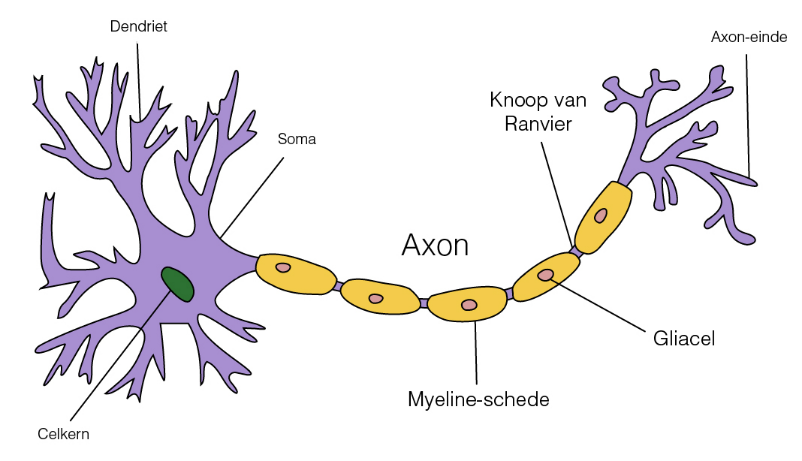 Dendriet
Axon-einde
Knoop van
Ranvier
Soma
Axon
Gliacel
Myeline-schede
Celkern